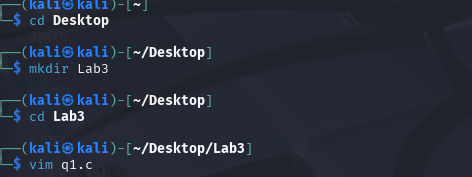 ┌──(kali㉿kali)-[~]
└─$ cd Desktop
Trash
┌──(kali㉿kali)-[~/Desktop]
└─$ mkdir Lab3
┌──(kali㉿kali)-[~/Desktop]
└─$ cd Lab3
┌──(kali㉿kali)-[~/Desktop/Lab3]
└─$ vim q1.c